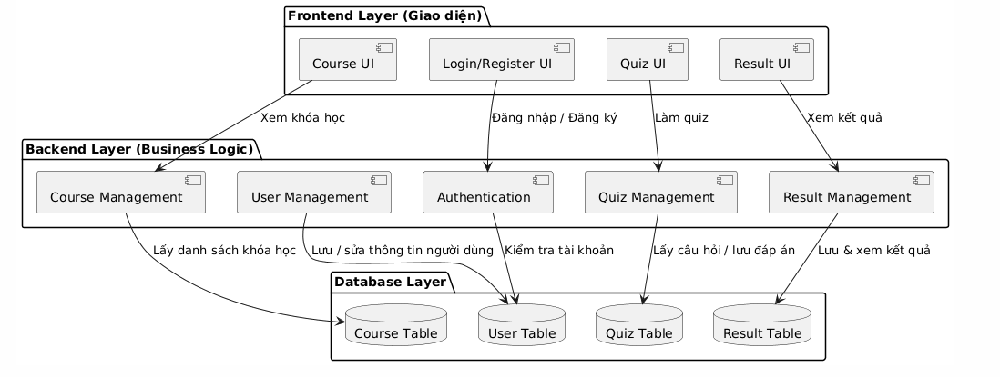 Frontend Layer (Giao diện)
Course UI
Login/Register UI
Quiz UI
Result UI
Xem khóa học
Đăng nhập / Đăng ký
Làm quiz
Xem kết quả
Backend Layer (Business Logic)
Course Management
User Management
Authentication
Quiz Management
Result Management
Lấy danh sách khóa học
Lưu / sửa thông tin người dùng
Kiểm tra tài khoản
Lấy câu hỏi / lưu đáp án
Lưu & xem kết quả
Database Layer
Course Table
User Table
Quiz Table
Result Table